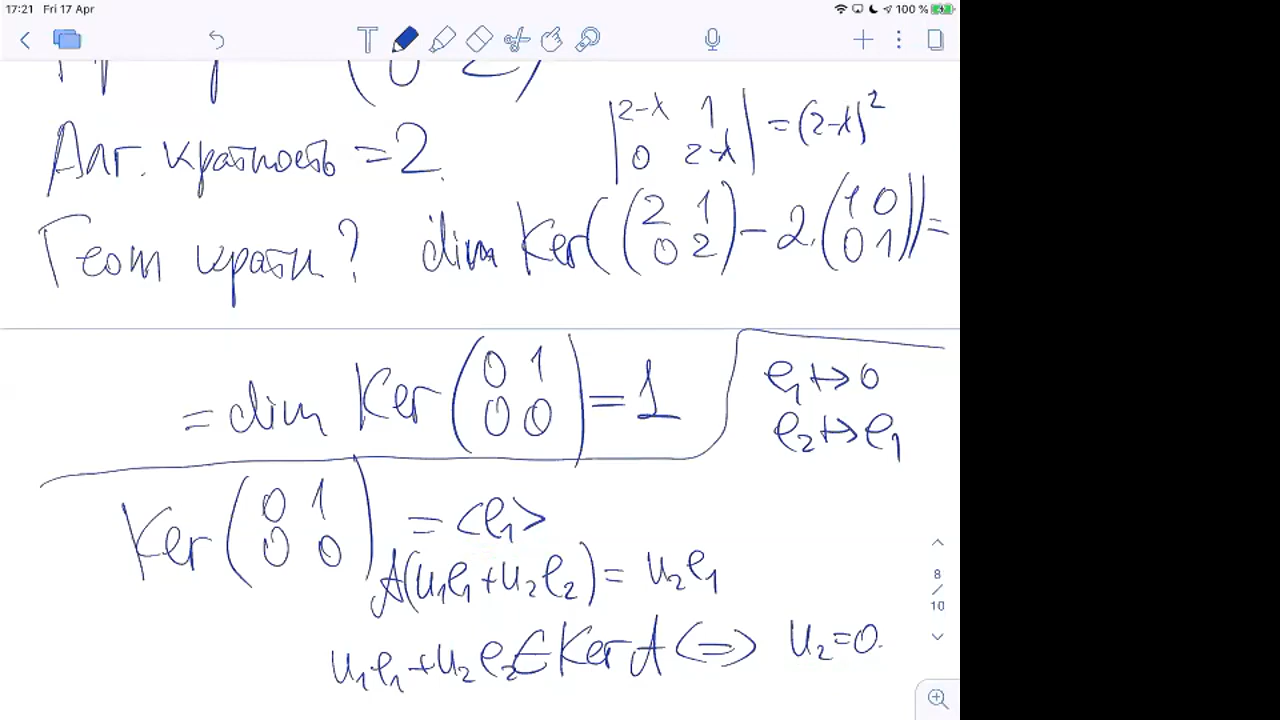 17:21 Fri 17 Apr 100 %
T
(0 2)
|2-λ 1|
|0 2-λ| = (2-λ)²
Алг. кратность = 2.
Геом кратн? dim Ker((2 1
0 2) - 2·(1 0
0 1)) =
= dim Ker(0 1
0 0) = 1
e₁ ↦ 0
e₂ ↦ e₁
Ker(0 1
0 0) = <e₁>
A(u₁e₁+u₂e₂) = u₂e₁
8
/
10
u₁e₁+u₂e₂ ∈ Ker A <=> u₂=0.